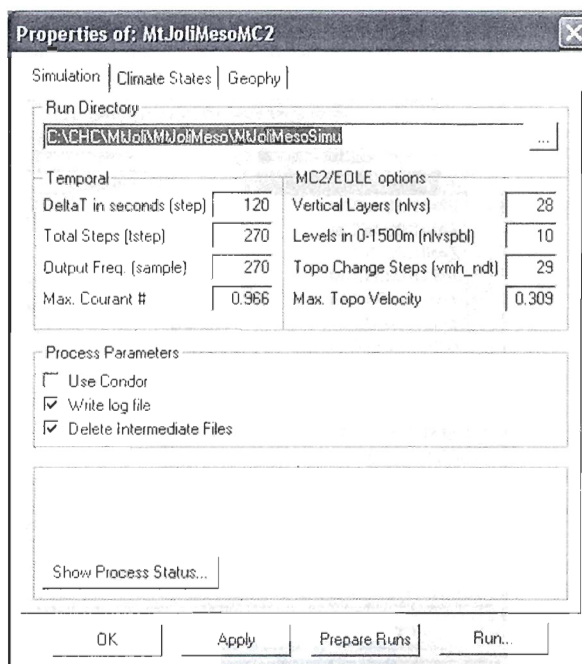 Properties of: MtJoliMesoMC2
Simulation Climate States Geophy
Run Directory
C:\CHC\MtJoli\MtJoliMeso\MtJoliMesoSimu
...
Temporal
DeltaT in seconds (step) 120
Total Steps (tstep) 270
Output Freq. (sample) 270
Max. Courant # 0.966
MC2/EOLE options
Vertical Layers (nlvs) 28
Levels in 0-1500m (nlvspbl) 10
Topo Change Steps (vmh_ndt) 29
Max. Topo Velocity 0.309
Process Parameters
Use Condor
Write log file
Delete Intermediate Files
Show Process Status...
OK Apply Prepare Runs Run...